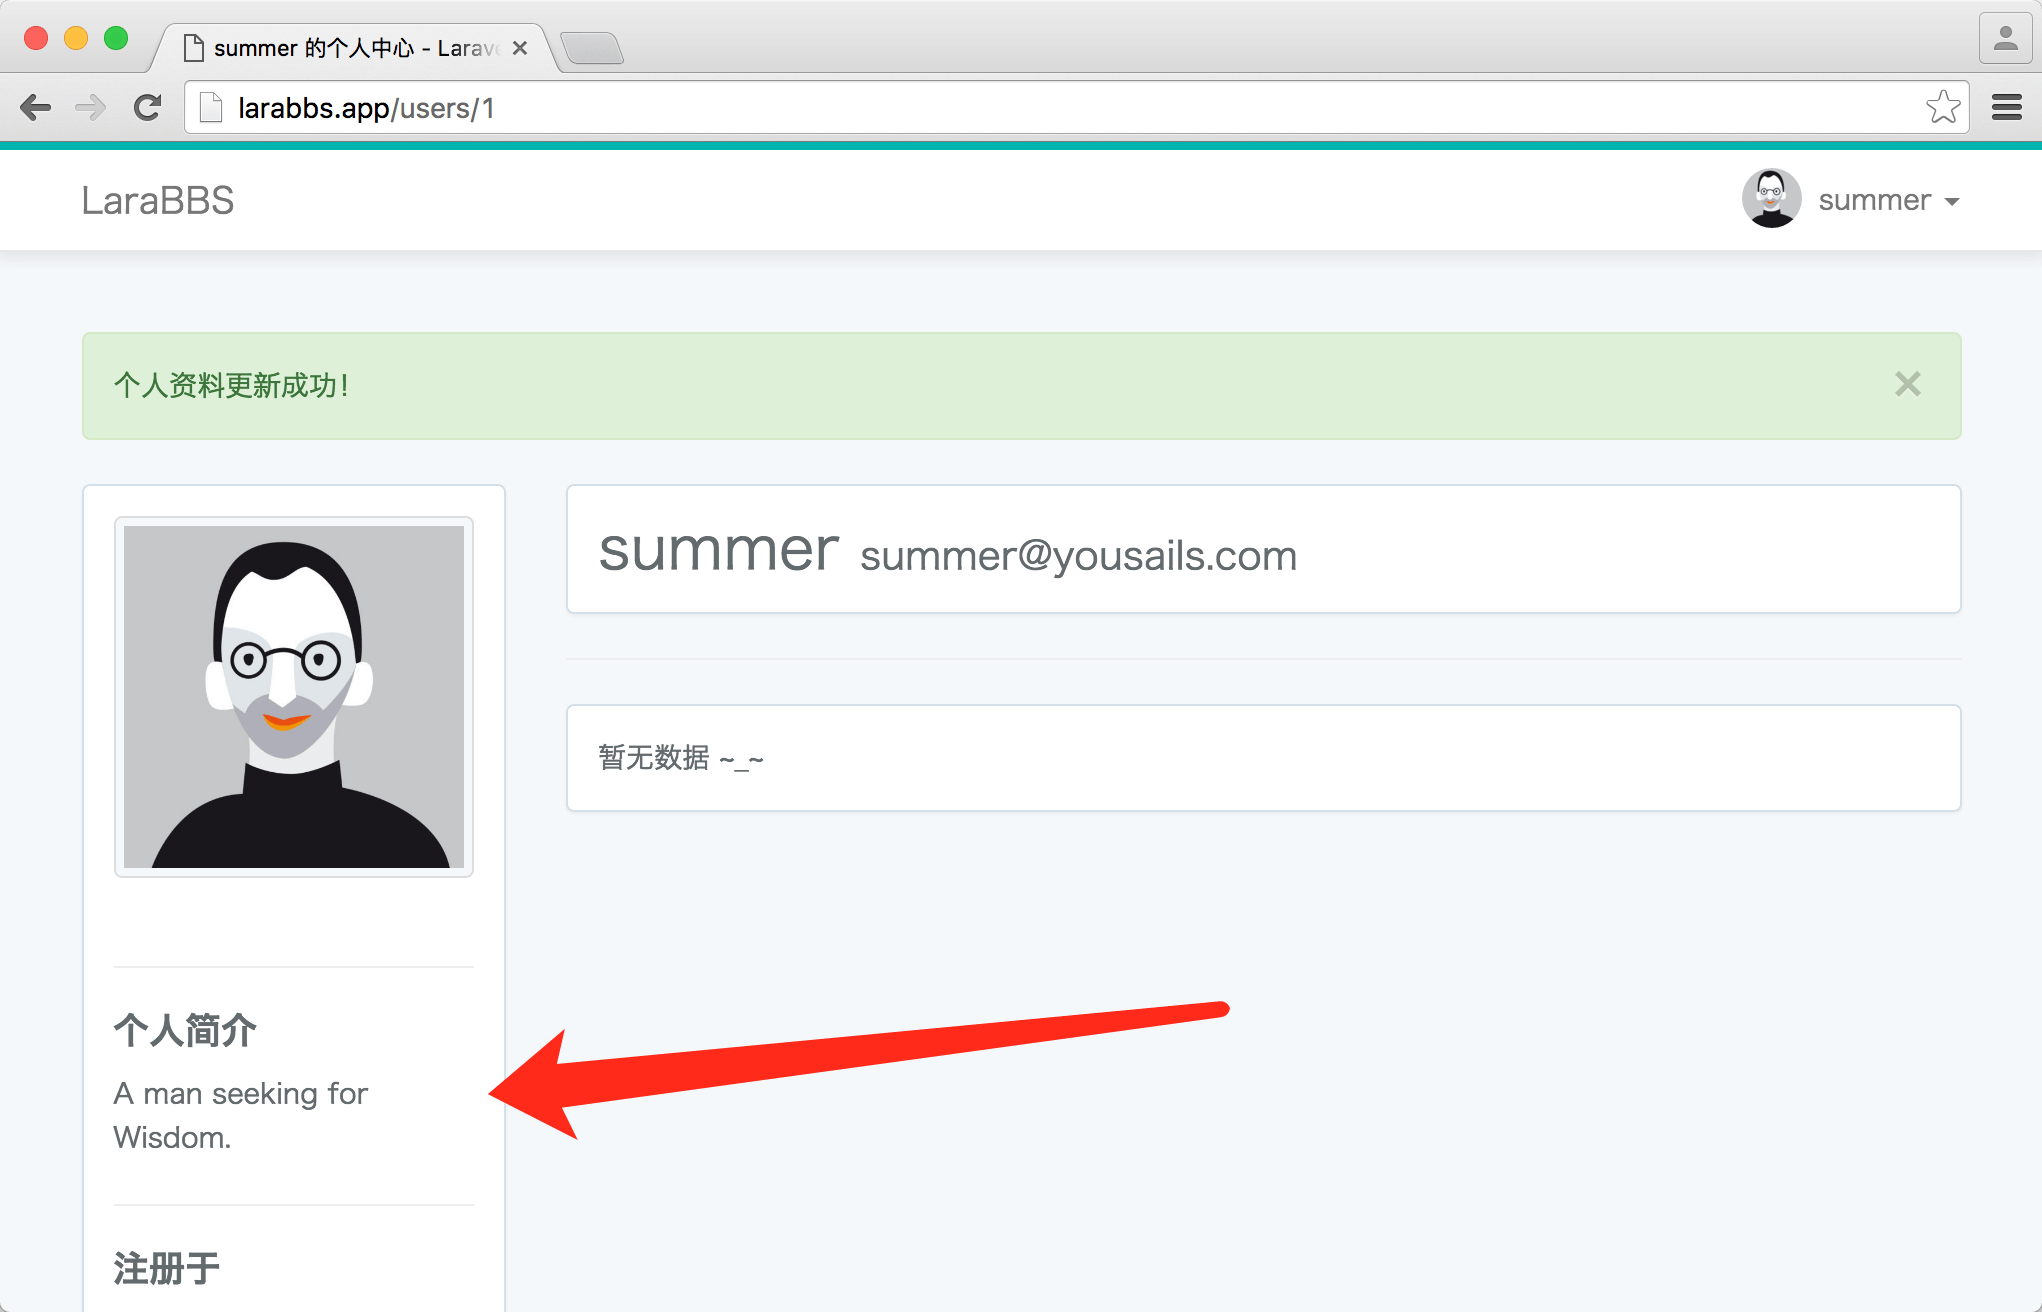 summer 的个人中心 - Larave
larabbs.app/users/1
LaraBBS
summer
个人资料更新成功！
summer summer@yousails.com
暂无数据 ~_~
个人简介
A man seeking for
Wisdom.
注册于